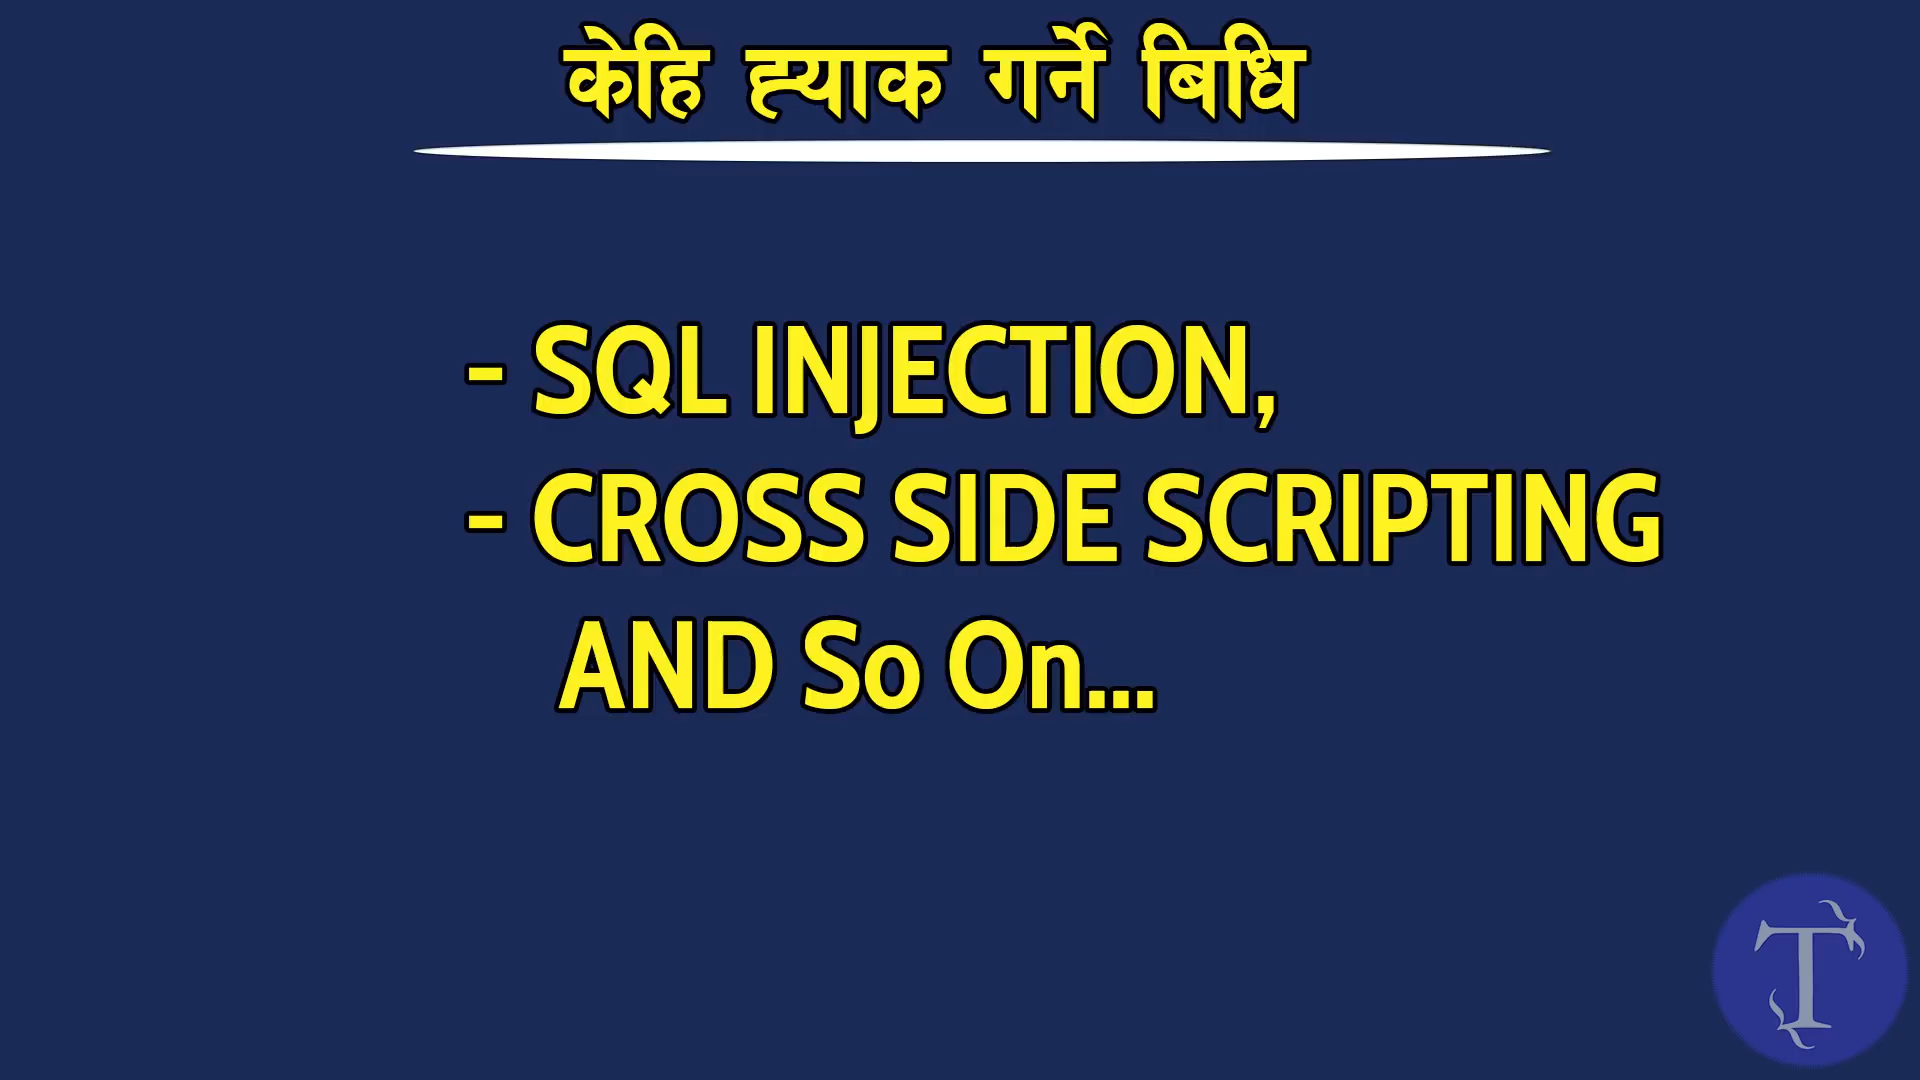 केहि ह्याक गर्ने बिधि
- SQL INJECTION,
- CROSS SIDE SCRIPTING
AND So On...
T